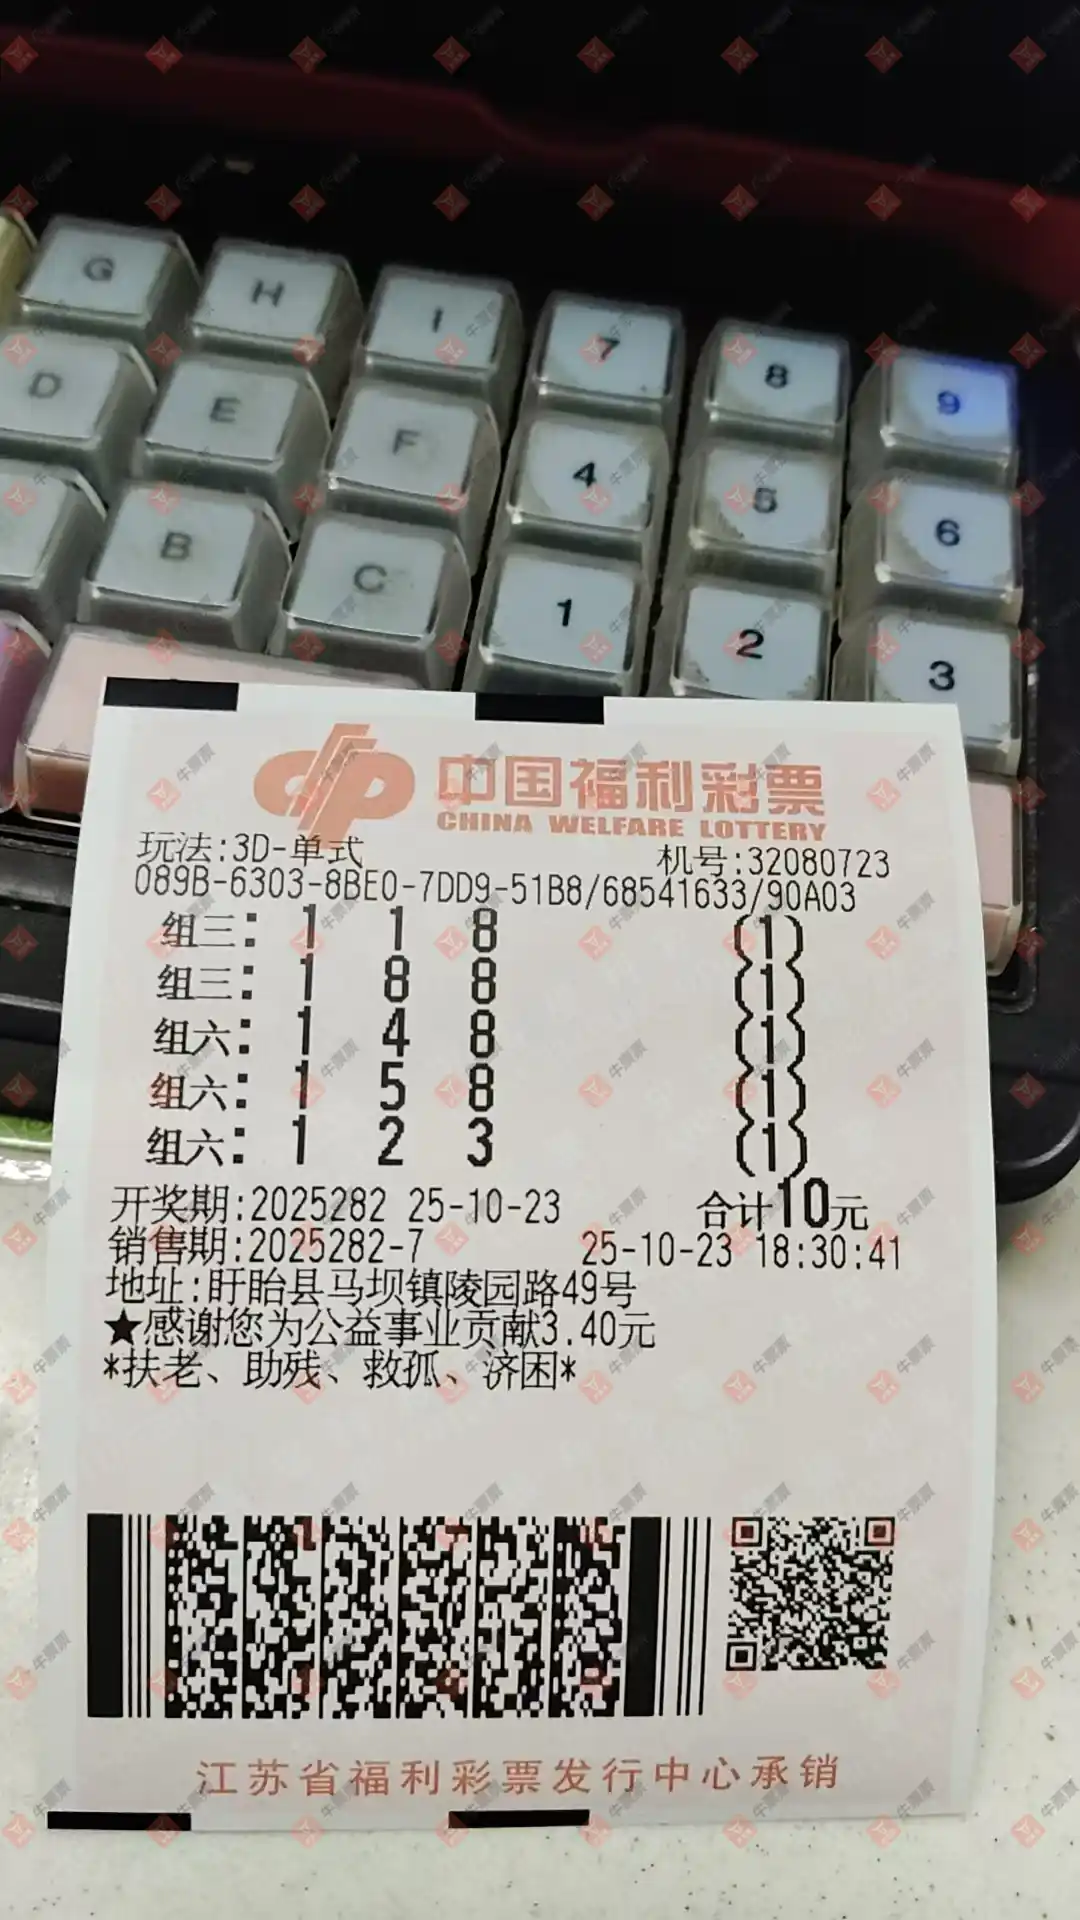 G H I 7 8 9
D E F 4 5 6
B C 1 2 3
中国福利彩票
CHINA WELFARE LOTTERY
玩法:3D-单式 机号:32080723
089B-6303-8BE0-7DD9-51B8/68541633/90A03
组三: 1 1 8 (1)
组三: 1 8 8 (1)
组六: 1 4 8 (1)
组六: 1 5 8 (1)
组六: 1 2 3 (1)
开奖期:2025282 25-10-23 合计10元
销售期:2025282-7 25-10-23 18:30:41
地址:盱眙县马坝镇陵园路49号
★感谢您为公益事业贡献3.40元
*扶老、助残、救孤、济困*
江苏省福利彩票发行中心承销
牛票票